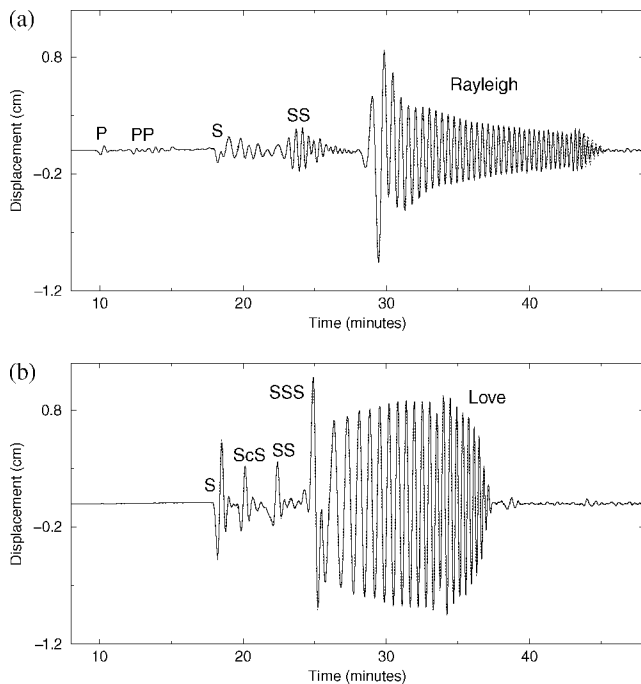 (a)
0.8
−0.2
−1.2
Displacement (cm)
P
PP
S
SS
Rayleigh
10
20
30
40
Time (minutes)
(b)
0.8
−0.2
−1.2
Displacement (cm)
S
ScS
SS
SSS
Love
10
20
30
40
Time (minutes)